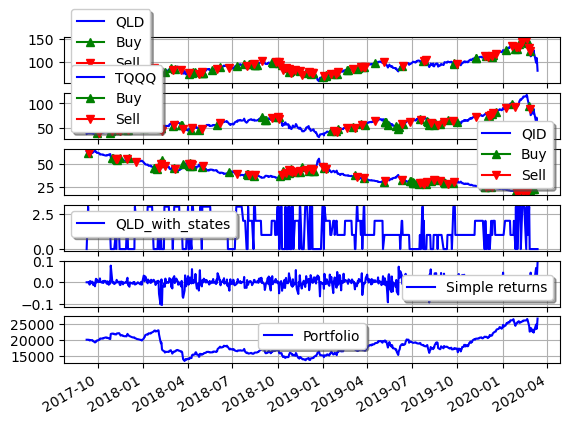 QLD
Buy
Sell
150
100
TQQQ
Buy
Sell
100
50
QID
Buy
Sell
50
25
QLD_with_states
2.5
0.0
Simple returns
0.1
0.0
−0.1
Portfolio
25000
20000
15000
2017-10
2018-01
2018-04
2018-07
2018-10
2019-01
2019-04
2019-07
2019-10
2020-01
2020-04